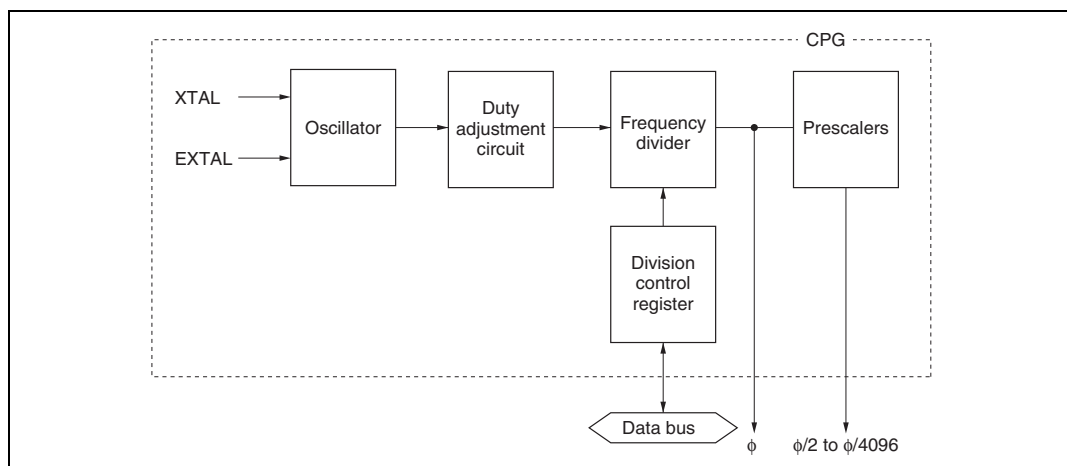 CPG
XTAL
EXTAL
Oscillator
Duty
adjustment
circuit
Frequency
divider
Prescalers
Division
control
register
Data bus
ϕ
ϕ/2 to ϕ/4096